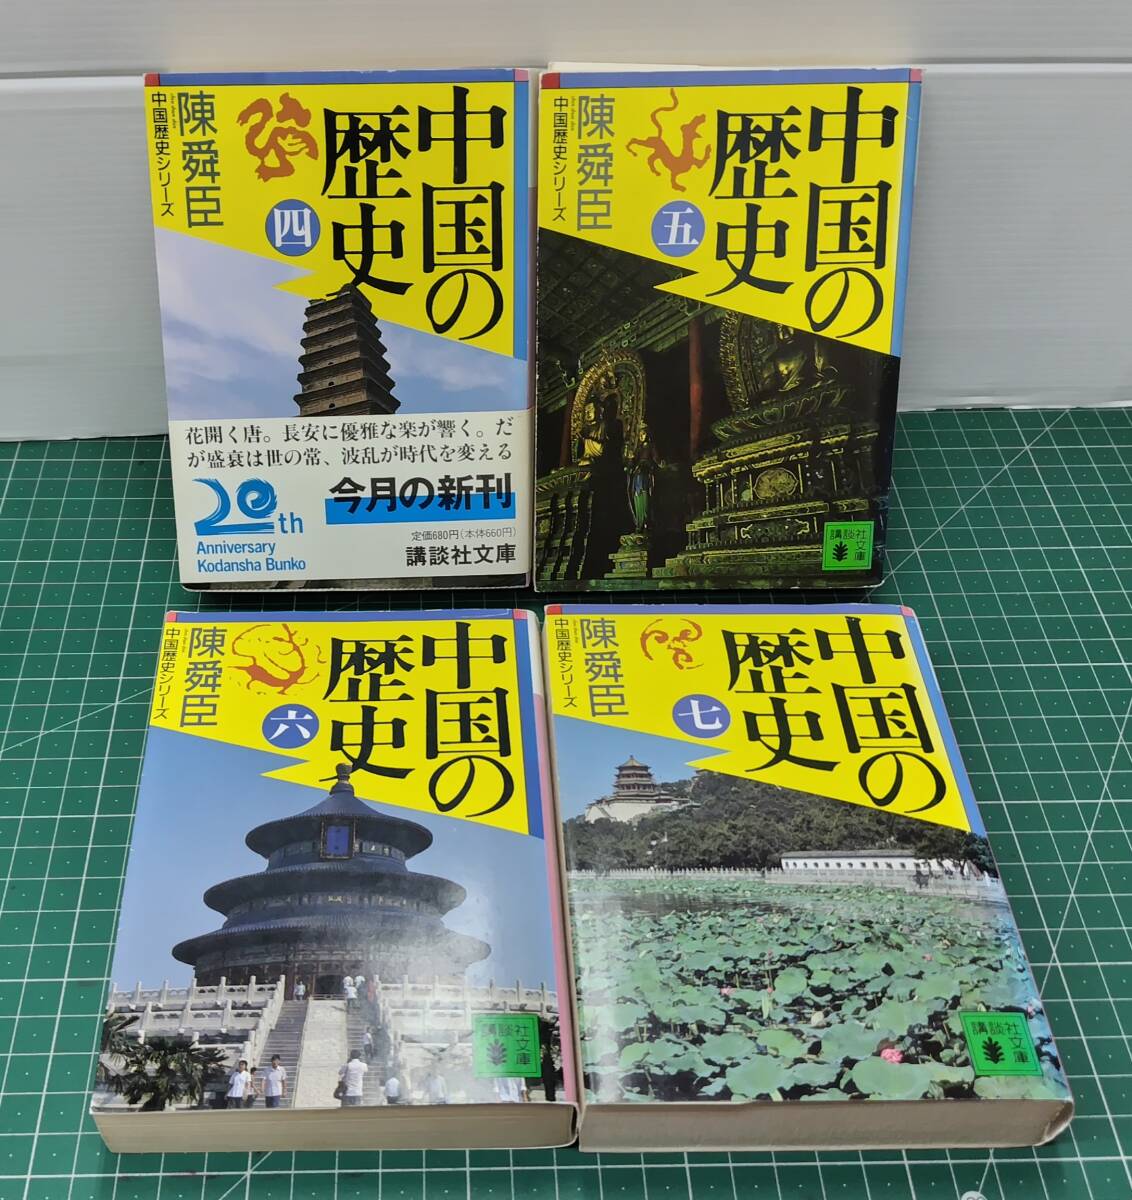 中国の
歴史
四
陳舜臣
中国歴史シリーズ
花開く唐。長安に優雅な楽が響く。だ
が盛衰は世の常、波乱が時代を変える
20th
Anniversary
Kodansha Bunko
今月の新刊
定価680円(本体660円)
講談社文庫
中国の
歴史
五
陳舜臣
中国歴史シリーズ
講談社
文庫
中国の
歴史
六
陳舜臣
中国歴史シリーズ
講談社
文庫
中国の
歴史
七
陳舜臣
中国歴史シリーズ
講談社
文庫